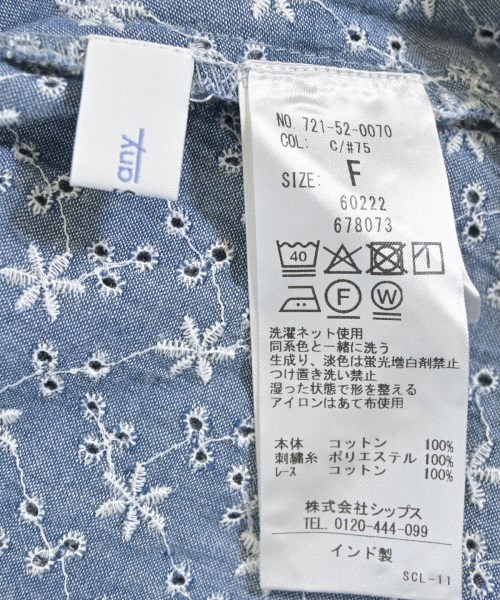 any
NO. 721-52-0070
COL: C/#75
SIZE: F
60222
678073
40
F
W
洗濯ネット使用
同系色と一緒に洗う
生成り、淡色は蛍光増白剤禁止
つけ置き洗い禁止
湿った状態で形を整える
アイロンはあて布使用
本体 コットン 100%
刺繍糸 ポリエステル 100%
レース コットン 100%
株式会社シップス
TEL. 0120-444-099
インド製
SCL-11